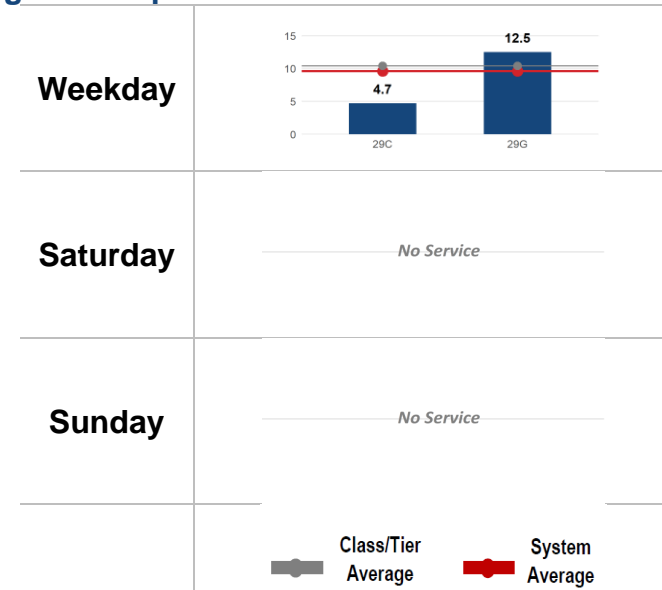 Weekday
15
10
5
0
4.7
12.5
29C
29G
Saturday
No Service
Sunday
No Service
Class/Tier
Average
System
Average